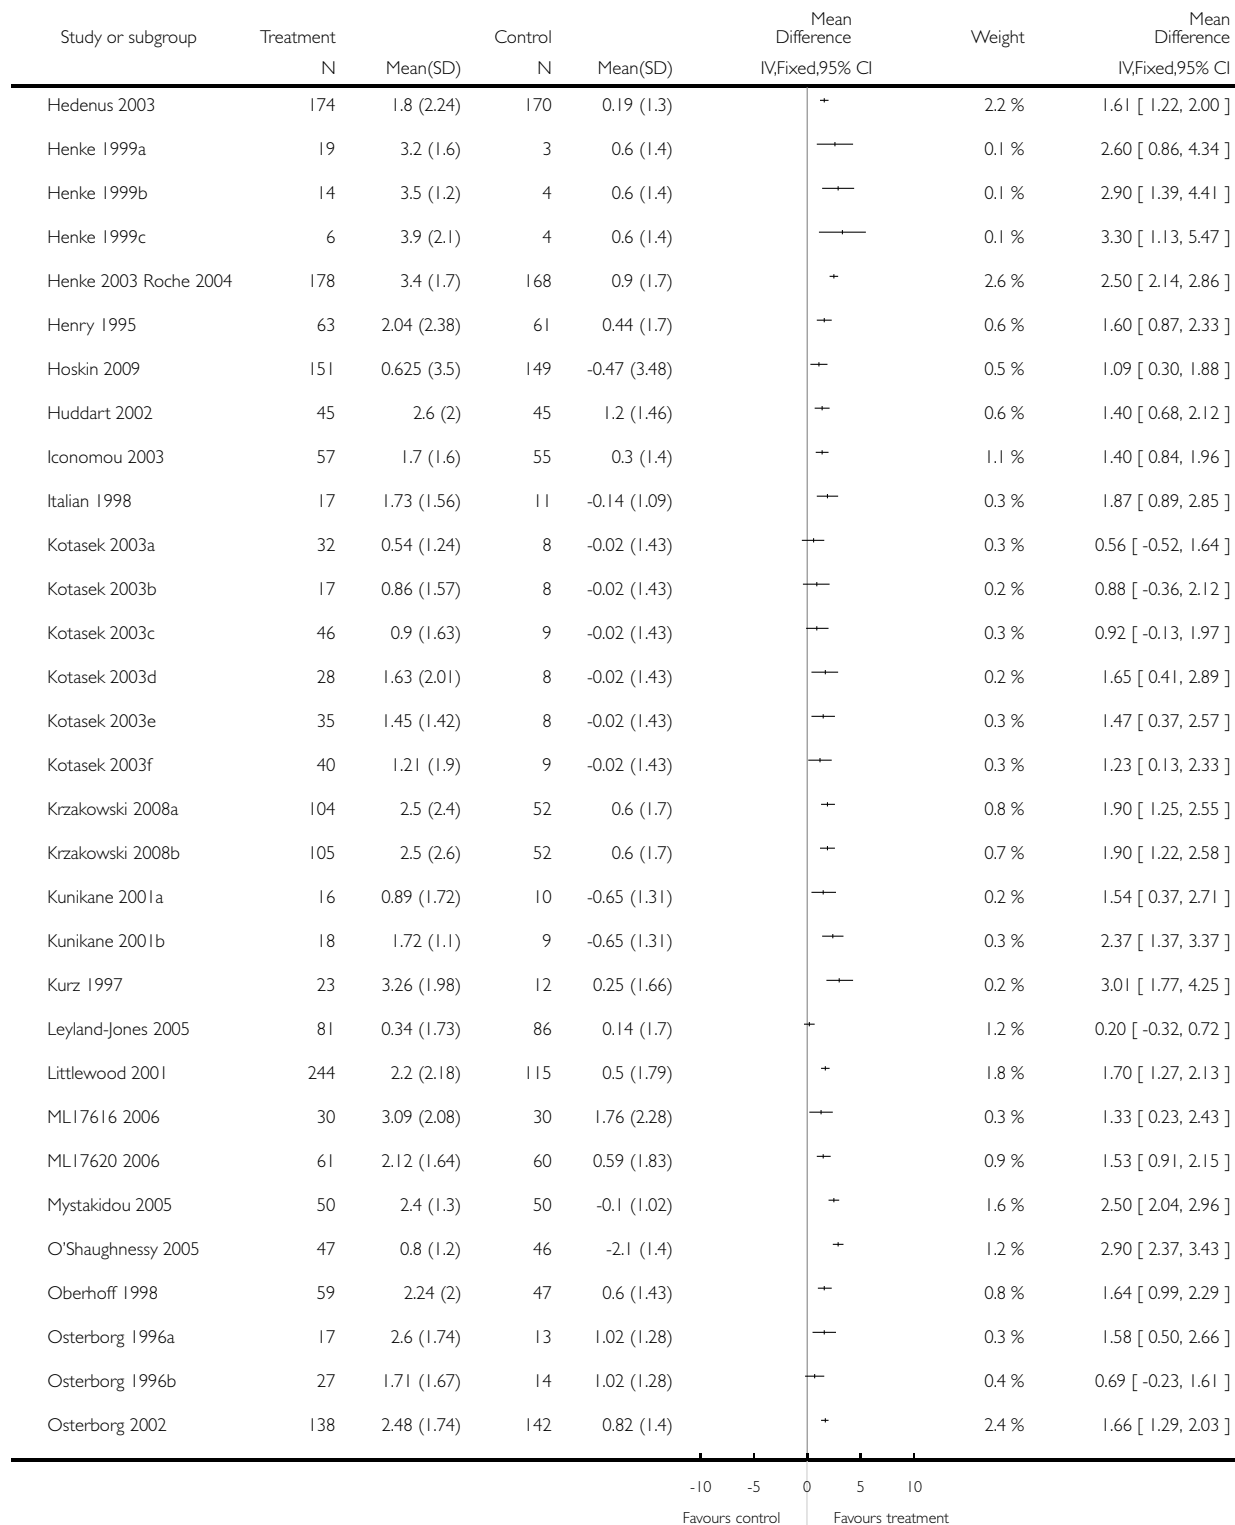 Mean Mean
Study or subgroup Treatment Control Difference Weight Difference
N Mean(SD) N Mean(SD) IV,Fixed,95% CI IV,Fixed,95% CI
Hedenus 2003 174 1.8 (2.24) 170 0.19 (1.3) 2.2 % 1.61 [ 1.22, 2.00 ]
Henke 1999a 19 3.2 (1.6) 3 0.6 (1.4) 0.1 % 2.60 [ 0.86, 4.34 ]
Henke 1999b 14 3.5 (1.2) 4 0.6 (1.4) 0.1 % 2.90 [ 1.39, 4.41 ]
Henke 1999c 6 3.9 (2.1) 4 0.6 (1.4) 0.1 % 3.30 [ 1.13, 5.47 ]
Henke 2003 Roche 2004 178 3.4 (1.7) 168 0.9 (1.7) 2.6 % 2.50 [ 2.14, 2.86 ]
Henry 1995 63 2.04 (2.38) 61 0.44 (1.7) 0.6 % 1.60 [ 0.87, 2.33 ]
Hoskin 2009 151 0.625 (3.5) 149 -0.47 (3.48) 0.5 % 1.09 [ 0.30, 1.88 ]
Huddart 2002 45 2.6 (2) 45 1.2 (1.46) 0.6 % 1.40 [ 0.68, 2.12 ]
Iconomou 2003 57 1.7 (1.6) 55 0.3 (1.4) 1.1 % 1.40 [ 0.84, 1.96 ]
Italian 1998 17 1.73 (1.56) 11 -0.14 (1.09) 0.3 % 1.87 [ 0.89, 2.85 ]
Kotasek 2003a 32 0.54 (1.24) 8 -0.02 (1.43) 0.3 % 0.56 [ -0.52, 1.64 ]
Kotasek 2003b 17 0.86 (1.57) 8 -0.02 (1.43) 0.2 % 0.88 [ -0.36, 2.12 ]
Kotasek 2003c 46 0.9 (1.63) 9 -0.02 (1.43) 0.3 % 0.92 [ -0.13, 1.97 ]
Kotasek 2003d 28 1.63 (2.01) 8 -0.02 (1.43) 0.2 % 1.65 [ 0.41, 2.89 ]
Kotasek 2003e 35 1.45 (1.42) 8 -0.02 (1.43) 0.3 % 1.47 [ 0.37, 2.57 ]
Kotasek 2003f 40 1.21 (1.9) 9 -0.02 (1.43) 0.3 % 1.23 [ 0.13, 2.33 ]
Krzakowski 2008a 104 2.5 (2.4) 52 0.6 (1.7) 0.8 % 1.90 [ 1.25, 2.55 ]
Krzakowski 2008b 105 2.5 (2.6) 52 0.6 (1.7) 0.7 % 1.90 [ 1.22, 2.58 ]
Kunikane 2001a 16 0.89 (1.72) 10 -0.65 (1.31) 0.2 % 1.54 [ 0.37, 2.71 ]
Kunikane 2001b 18 1.72 (1.1) 9 -0.65 (1.31) 0.3 % 2.37 [ 1.37, 3.37 ]
Kurz 1997 23 3.26 (1.98) 12 0.25 (1.66) 0.2 % 3.01 [ 1.77, 4.25 ]
Leyland-Jones 2005 81 0.34 (1.73) 86 0.14 (1.7) 1.2 % 0.20 [ -0.32, 0.72 ]
Littlewood 2001 244 2.2 (2.18) 115 0.5 (1.79) 1.8 % 1.70 [ 1.27, 2.13 ]
ML17616 2006 30 3.09 (2.08) 30 1.76 (2.28) 0.3 % 1.33 [ 0.23, 2.43 ]
ML17620 2006 61 2.12 (1.64) 60 0.59 (1.83) 0.9 % 1.53 [ 0.91, 2.15 ]
Mystakidou 2005 50 2.4 (1.3) 50 -0.1 (1.02) 1.6 % 2.50 [ 2.04, 2.96 ]
O'Shaughnessy 2005 47 0.8 (1.2) 46 -2.1 (1.4) 1.2 % 2.90 [ 2.37, 3.43 ]
Oberhoff 1998 59 2.24 (2) 47 0.6 (1.43) 0.8 % 1.64 [ 0.99, 2.29 ]
Osterborg 1996a 17 2.6 (1.74) 13 1.02 (1.28) 0.3 % 1.58 [ 0.50, 2.66 ]
Osterborg 1996b 27 1.71 (1.67) 14 1.02 (1.28) 0.4 % 0.69 [ -0.23, 1.61 ]
Osterborg 2002 138 2.48 (1.74) 142 0.82 (1.4) 2.4 % 1.66 [ 1.29, 2.03 ]
-10 -5 0 5 10
Favours control Favours treatment